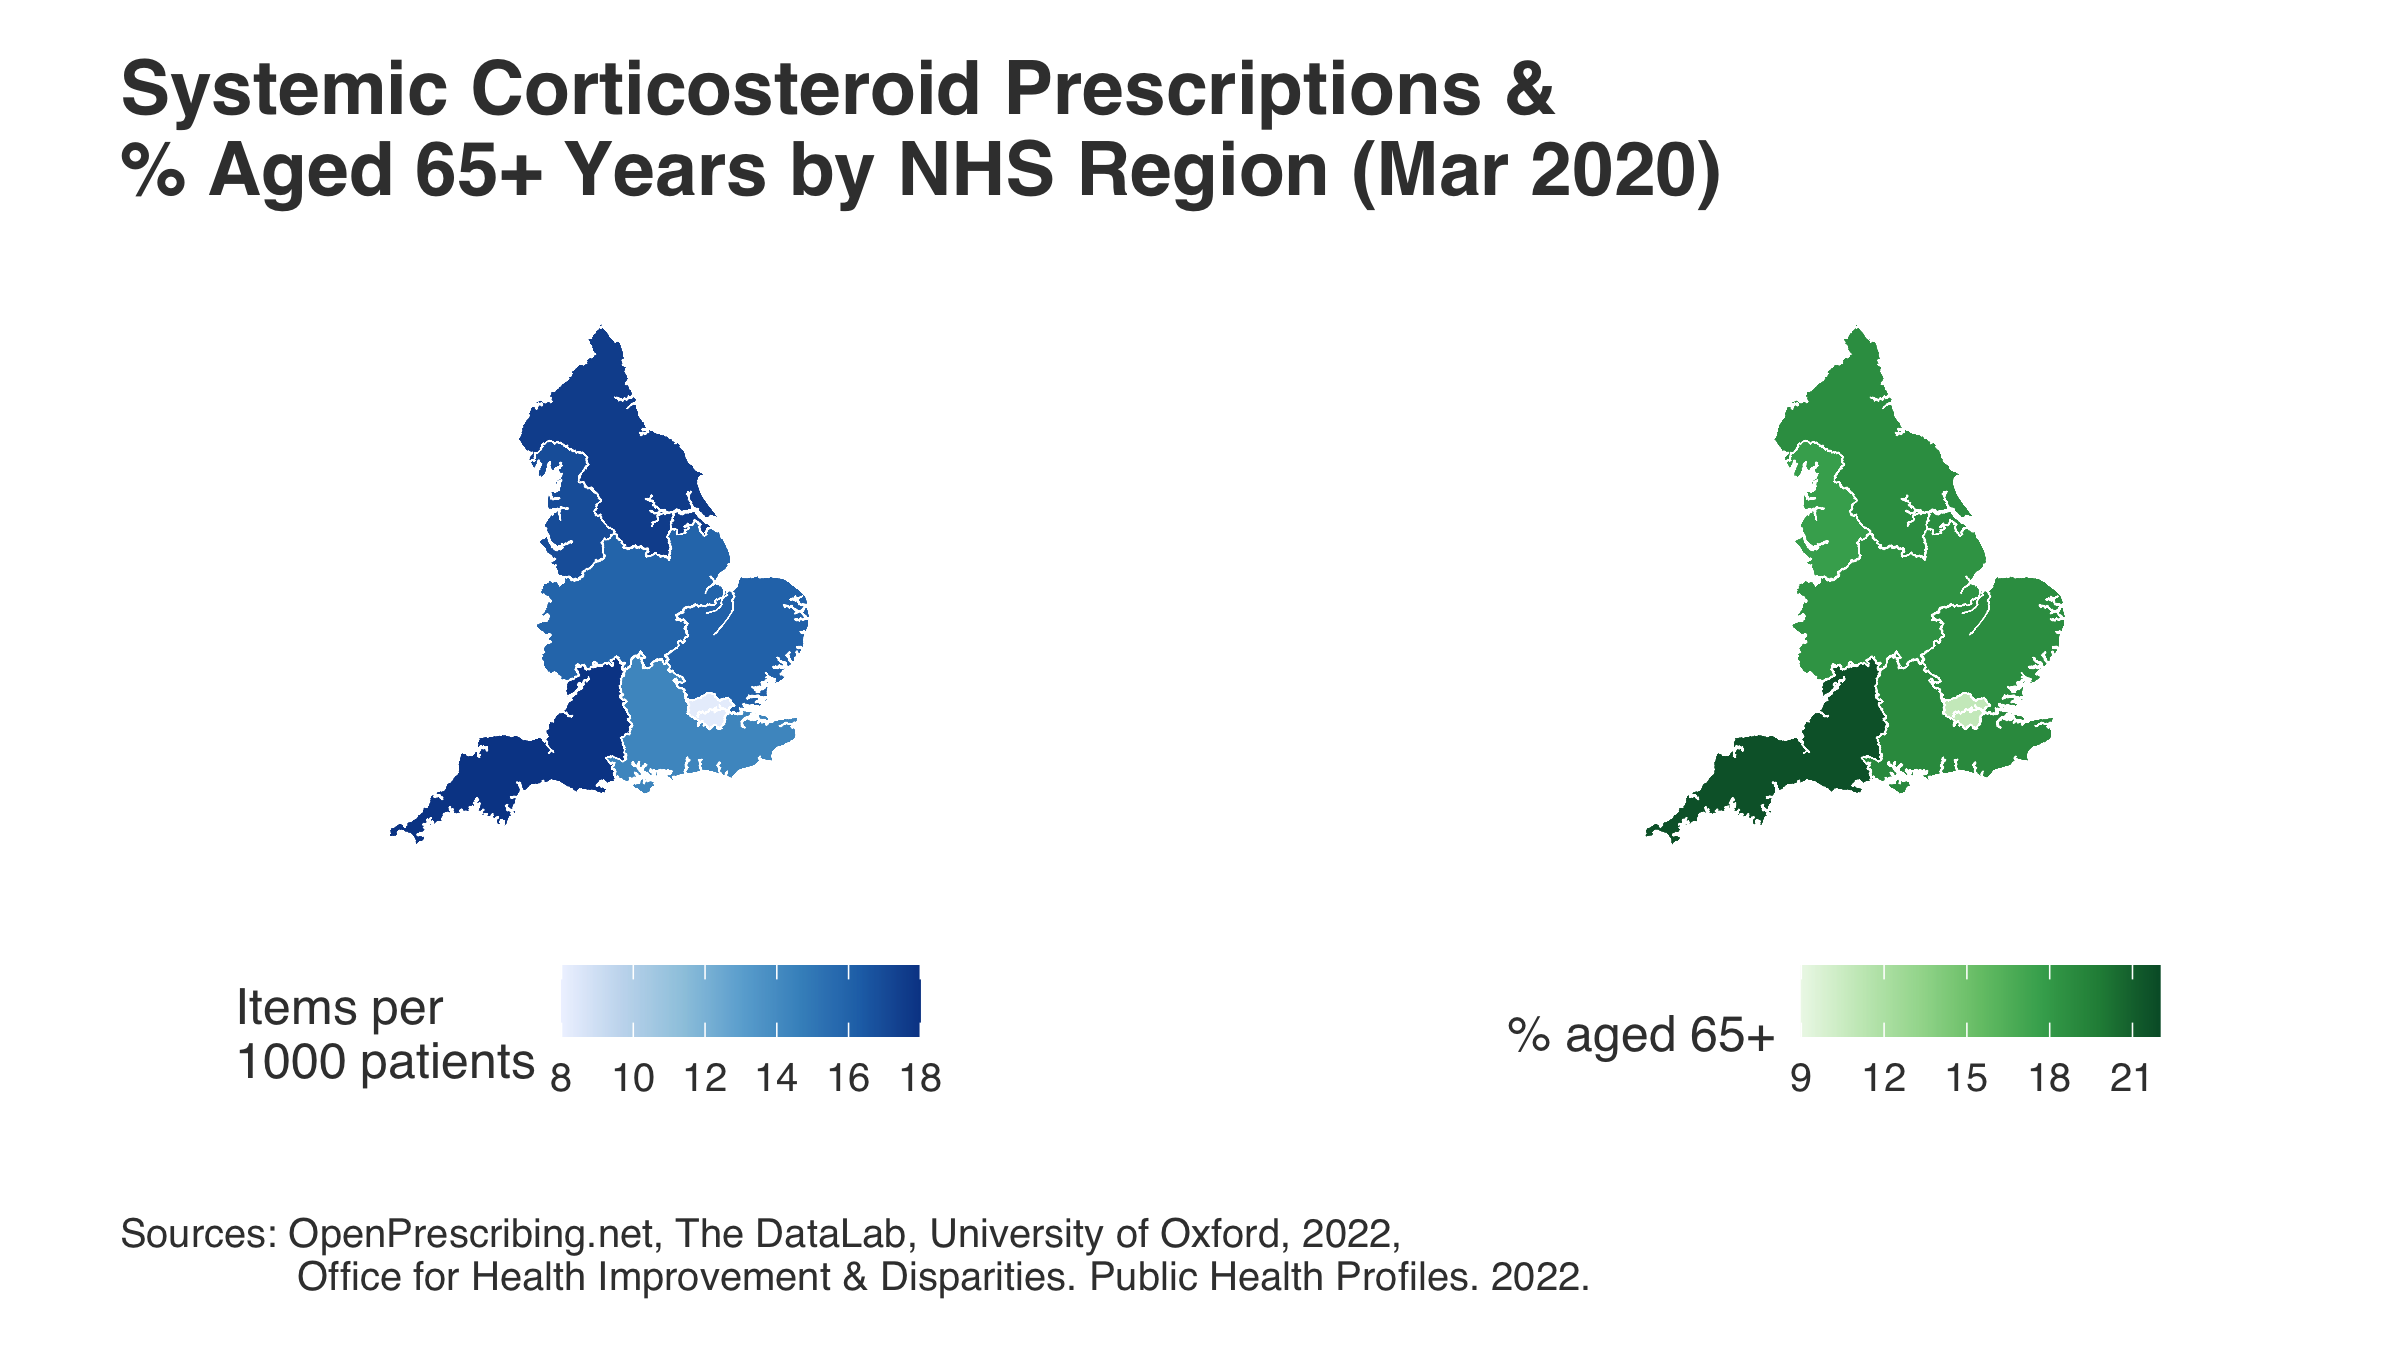 Systemic Corticosteroid Prescriptions &
% Aged 65+ Years by NHS Region (Mar 2020)
Items per
1000 patients
8 10 12 14 16 18
% aged 65+
9 12 15 18 21
Sources: OpenPrescribing.net, The DataLab, University of Oxford, 2022,
Office for Health Improvement & Disparities. Public Health Profiles. 2022.